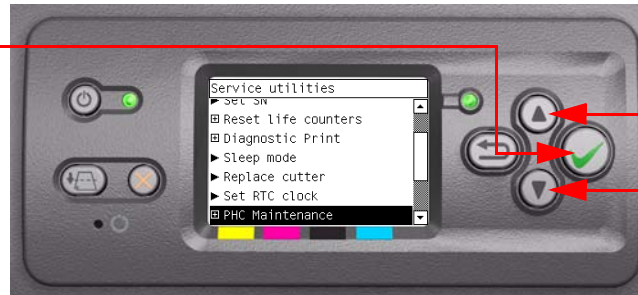 Service utilities
▶ Set SN
⊞ Reset life counters
⊞ Diagnostic Print
▶ Sleep mode
▶ Replace cutter
▶ Set RTC clock
⊞ PHC Maintenance